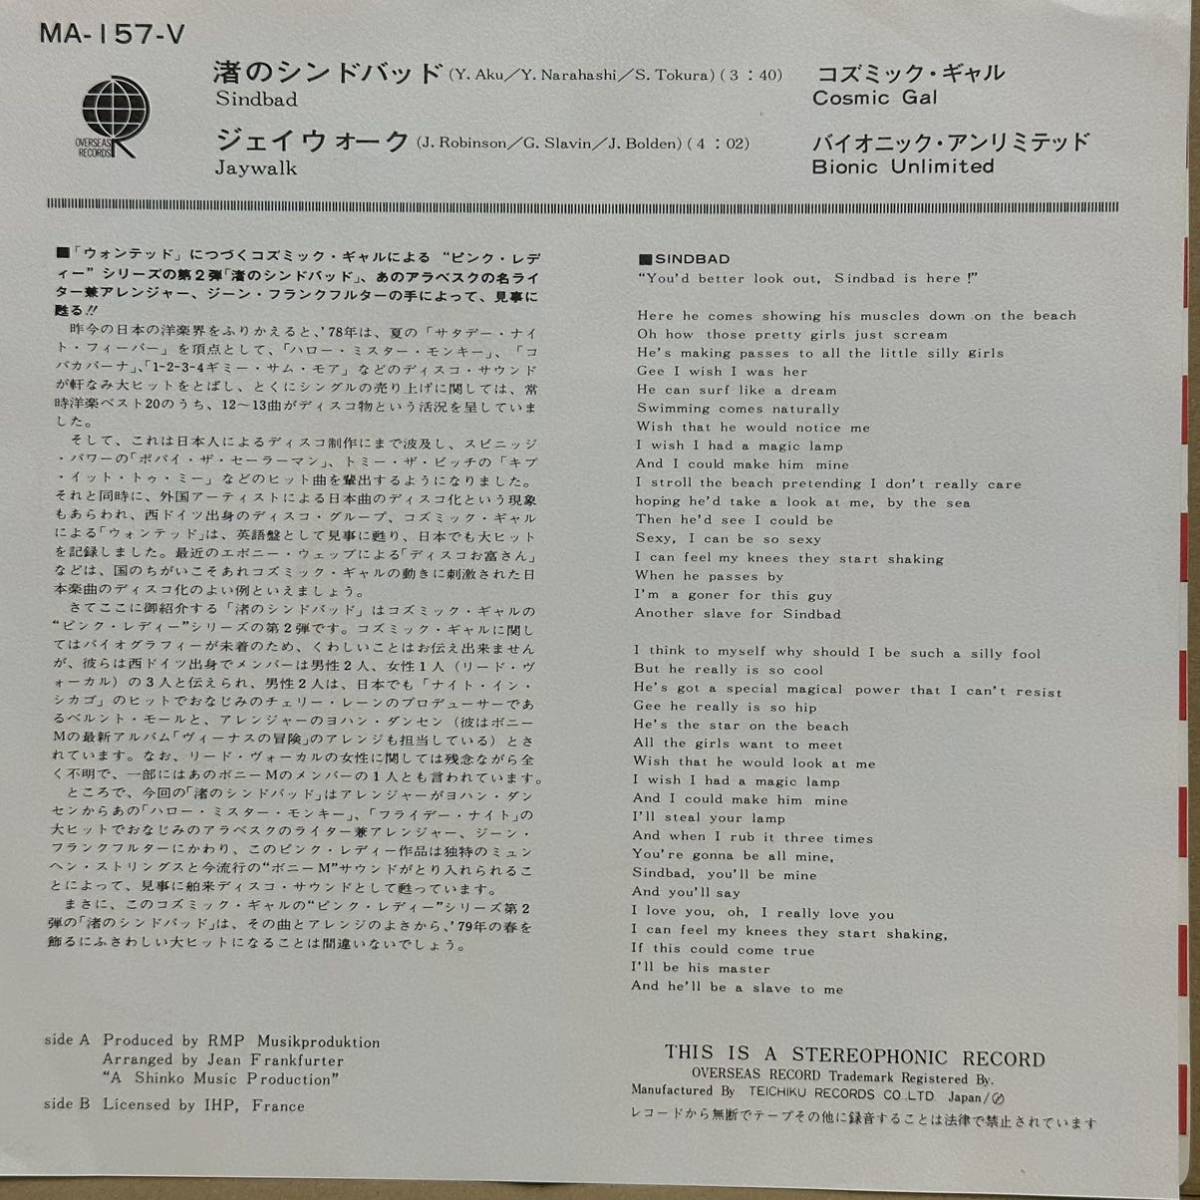 MA-157-V
渚のシンドバッド (Y. Aku／Y. Narahashi／S. Tokura) (3：40) コズミック・ギャル
Sindbad Cosmic Gal
ジェイウォーク (J. Robinson／G. Slavin／J. Bolden) (4：02) バイオニック・アンリミテッド
Jaywalk Bionic Unlimited
OVERSEAS
RECORDS
■「ウォンテッド」につづくコズミック・ギャルによる “ピンク・レデ
ィー” シリーズの第2弾「渚のシンドバッド」、あのアラベスクの名ライ
ター兼アレンジャー、ジーン・フランクフルターの手によって、見事に
甦る!!
昨今の日本の洋楽界をふりかえると、'78年は、夏の「サタデー・ナイ
ト・フィーバー」を頂点として、「ハロー・ミスター・モンキー」、「コ
パカバーナ」、「1-2-3-4ギミー・サム・モア」などのディスコ・サウンド
が軒なみ大ヒットをとばし、とくにシングルの売り上げに関しては、常
時洋楽ベスト20のうち、12〜13曲がディスコ物という活況を呈していま
した。
そして、これは日本人によるディスコ制作にまで波及し、スピニッジ
・パワーの「ポパイ・ザ・セーラーマン」、トミー・ザ・ビッチの「キブ
・イット・トゥ・ミー」などのヒット曲を輩出するようになりました。
それと同時に、外国アーティストによる日本曲のディスコ化という現象
もあらわれ、西ドイツ出身のディスコ・グループ、コズミック・ギャル
による「ウォンテッド」は、英語盤として見事に甦り、日本でも大ヒット
を記録しました。最近のエボニー・ウェッブによる「ディスコお富さん」
などは、国のちがいこそあれコズミック・ギャルの動きに刺激された日
本楽曲のディスコ化のよい例といえましょう。
さてここに御紹介する「渚のシンドバッド」はコズミック・ギャルの
“ピンク・レディー”シリーズの第2弾です。コズミック・ギャルに関し
てはバイオグラフィーが未着のため、くわしいことはお伝え出来ません
が、彼らは西ドイツ出身でメンバーは男性2人、女性1人（リード・ヴ
ォーカル）の3人と伝えられ、男性2人は、日本でも「ナイト・イン・
シカゴ」のヒットでおなじみのチェリー・レーンのプロデューサーであ
るベルント・モールと、アレンジャーのヨハン・ダンセン（彼はボニー
Mの最新アルバム「ヴィーナスの冒険」のアレンジも担当している）とさ
れています。なお、リード・ヴォーカルの女性に関しては残念ながら全
く不明で、一部にはあのボニーMのメンバーの1人とも言われています。
ところで、今回の「渚のシンドバッド」はアレンジャーがヨハン・ダン
センからあの「ハロー・ミスター・モンキー」、「フライデー・ナイト」の
大ヒットでおなじみのアラベスクのライター兼アレンジャー、ジーン・
フランクフルターにかわり、このピンク・レディー作品は独特のミュン
ヘン・ストリングスと今流行の“ボニーM”サウンドがとり入れられるこ
とによって、見事に舶来ディスコ・サウンドとして甦っています。
まさに、このコズミック・ギャルの“ピンク・レディー”シリーズ第2
弾の「渚のシンドバッド」は、その曲とアレンジのよさから、'79年の春を
飾るにふさわしい大ヒットになることは間違いないでしょう。
side A Produced by RMP Musikproduktion
Arranged by Jean Frankfurter
“A Shinko Music Production”
side B Licensed by IHP, France
■SINDBAD
“You'd better look out, Sindbad is here !”
Here he comes showing his muscles down on the beach
Oh how those pretty girls just scream
He's making passes to all the little silly girls
Gee I wish I was her
He can surf like a dream
Swimming comes naturally
Wish that he would notice me
I wish I had a magic lamp
And I could make him mine
I stroll the beach pretending I don't really care
hoping he'd take a look at me, by the sea
Then he'd see I could be
Sexy, I can be so sexy
I can feel my knees they start shaking
When he passes by
I'm a goner for this guy
Another slave for Sindbad
I think to myself why should I be such a silly fool
But he really is so cool
He's got a special magical power that I can't resist
Gee he really is so hip
He's the star on the beach
All the girls want to meet
Wish that he would look at me
I wish I had a magic lamp
And I could make him mine
I'll steal your lamp
And when I rub it three times
You're gonna be all mine,
Sindbad, you'll be mine
And you'll say
I love you, oh, I really love you
I can feel my knees they start shaking,
If this could come true
I'll be his master
And he'll be a slave to me
THIS IS A STEREOPHONIC RECORD
OVERSEAS RECORD Trademark Registered By.
Manufactured By TEICHIKU RECORDS CO.,LTD. Japan/Ⓟ
レコードから無断でテープその他に録音することは法律で禁止されています